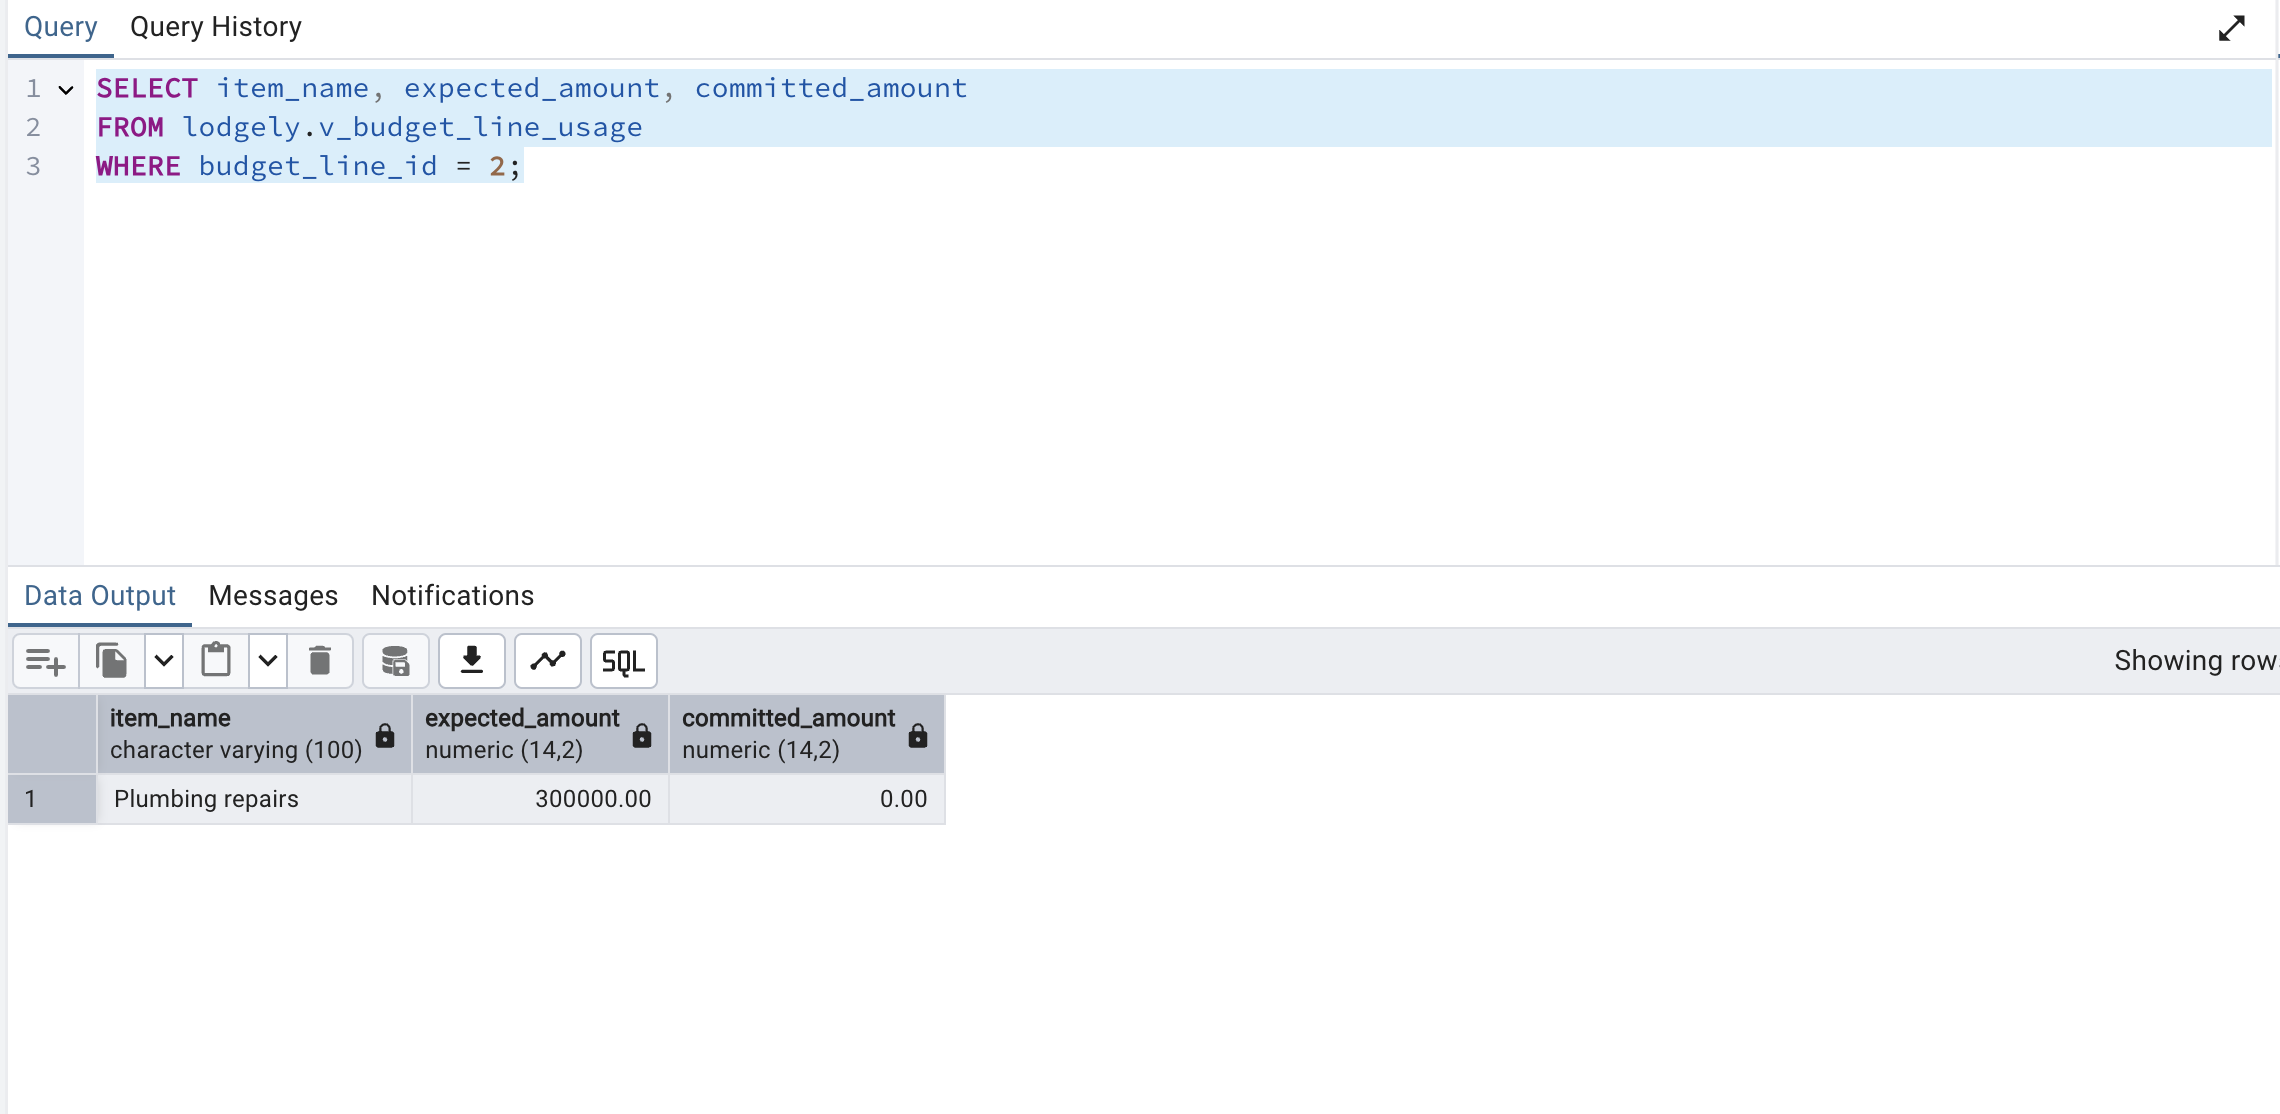 Query Query History
1 SELECT item_name, expected_amount, committed_amount
2 FROM lodgely.v_budget_line_usage
3 WHERE budget_line_id = 2;
Data Output Messages Notifications
SQL Showing row
item_name expected_amount committed_amount
character varying (100) numeric (14,2) numeric (14,2)
1 Plumbing repairs 300000.00 0.00